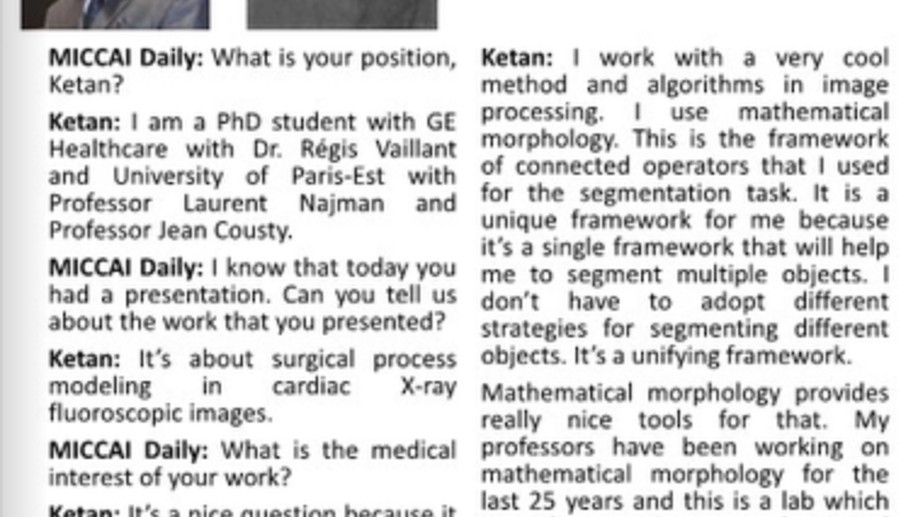 MICCAI Daily: What is your position,
Ketan?
Ketan: I am a PhD student with GE
Healthcare with Dr. Régis Vaillant
and University of Paris-Est with
Professor Laurent Najman and
Professor Jean Cousty.
MICCAI Daily: I know that today you
had a presentation. Can you tell us
about the work that you presented?
Ketan: It's about surgical process
modeling in cardiac X-ray
fluoroscopic images.
MICCAI Daily: What is the medical
interest of your work?
Ketan: It's a nice question because it
Ketan: I work with a very cool
method and algorithms in image
processing. I use mathematical
morphology. This is the framework
of connected operators that I used
for the segmentation task. It is a
unique framework for me because
it's a single framework that will help
me to segment multiple objects. I
don't have to adopt different
strategies for segmenting different
objects. It's a unifying framework.
Mathematical morphology provides
really nice tools for that. My
professors have been working on
mathematical morphology for the
last 25 years and this is a lab which